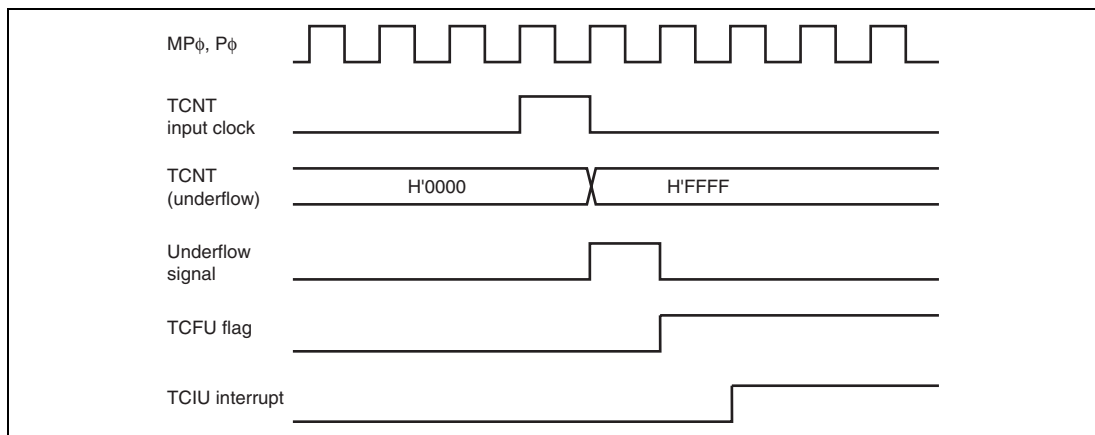 MPϕ, Pϕ
TCNT
input clock
TCNT
(underflow)
H'0000
H'FFFF
Underflow
signal
TCFU flag
TCIU interrupt